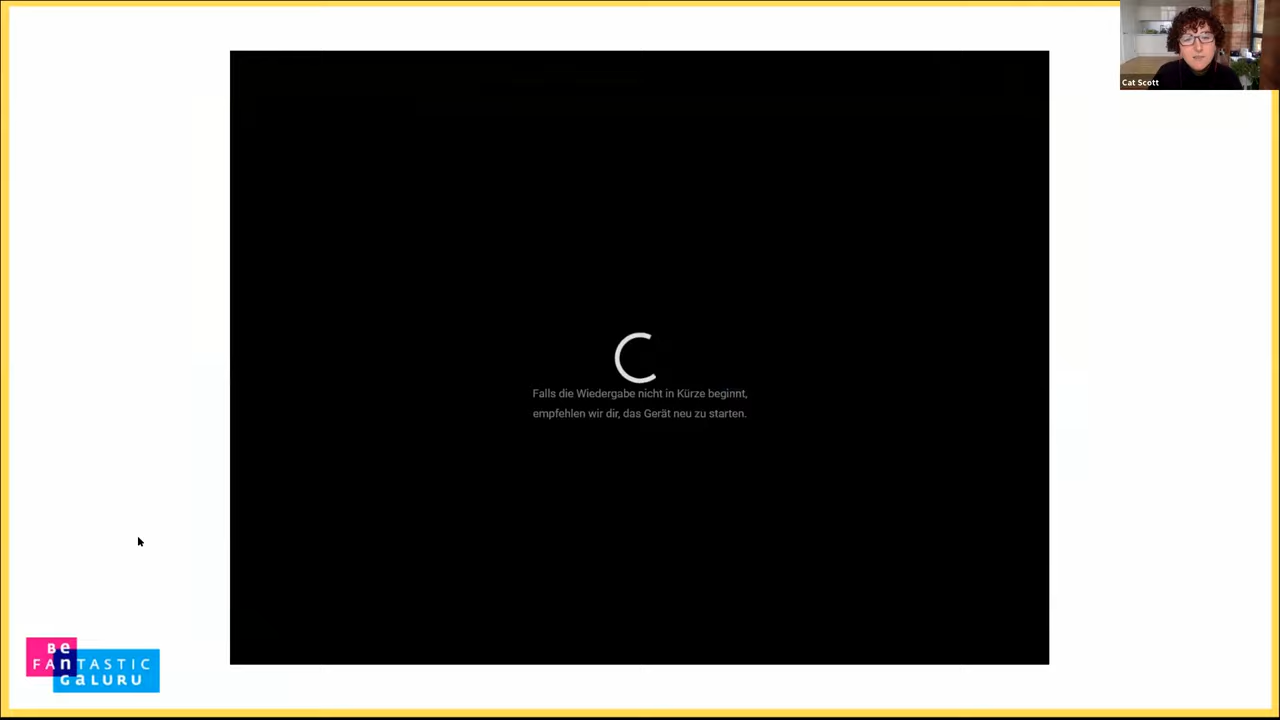 Cat Scott
Falls die Wiedergabe nicht in Kürze beginnt,
empfehlen wir dir, das Gerät neu zu starten.
Be
FANTASTIC
GaLURU